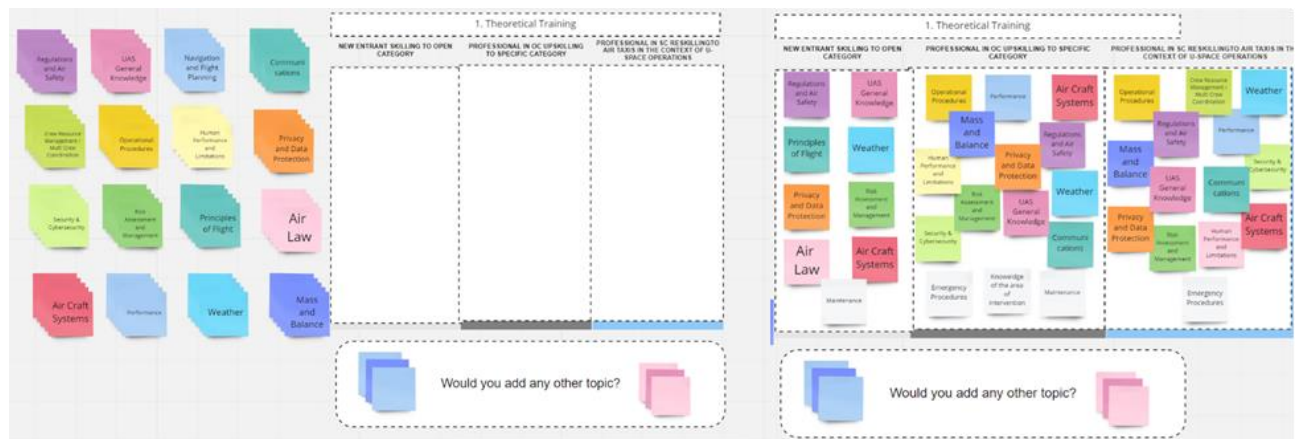 1. Theoretical Training
NEW ENTRANT SKILLING TO OPEN
CATEGORY
PROFESSIONAL IN OC UPSKILLING
TO SPECIFIC CATEGORY
PROFESSIONAL IN SC RESKILLINGTO
AIR TAXIS IN THE CONTEXT OF U-
SPACE OPERATIONS
Regulations
and Air
Safety
UAS
General
Knowledge
Navigation
and Flight
Planning
Communi
cations
Crew Resource
Management /
Multi Crew
Coordination
Operational
Procedures
Human
Performance
and
Limitations
Privacy
and Data
Protection
Security &
Cybersecurity
Risk
Assessment
and
Management
Principles
of Flight
Air
Law
Air Craft
Systems
Performance
Weather
Mass
and
Balance
Would you add any other topic?
1. Theoretical Training
NEW ENTRANT SKILLING TO OPEN
CATEGORY
PROFESSIONAL IN OC UPSKILLING TO SPECIFIC
CATEGORY
PROFESSIONAL IN SC RESKILLINGTO AIR TAXIS IN TH
CONTEXT OF U-SPACE OPERATIONS
Regulations
and Air
Safety
UAS
General
Knowledge
Principles
of Flight
Weather
Privacy
and Data
Protection
Risk
Assessment
and
Management
Air
Law
Air Craft
Systems
Maintenance
Operational
Procedures
Performance
Air Craft
Systems
Mass
and
Balance
Regulations
and Air
Safety
Human
Performance
and
Limitations
Privacy
and Data
Protection
Weather
Risk
Assessment
and
Management
UAS
General
Knowledge
Security &
Cybersecurity
Communi
cations
Emergency
Procedures
Knowledge
of the area of
intervention
Maintenance
Operational
Procedures
Crew Resource
Management /
Multi Crew
Coordination
Weather
Regulations
and Air
Safety
Performance
Mass
and
Balance
Security &
Cybersecurity
UAS
General
Knowledge
Communi
cations
Privacy
and Data
Protection
Risk
Assessment
and
Management
Human
Performance
and
Limitations
Air Craft
Systems
Emergency
Procedures
Would you add any other topic?